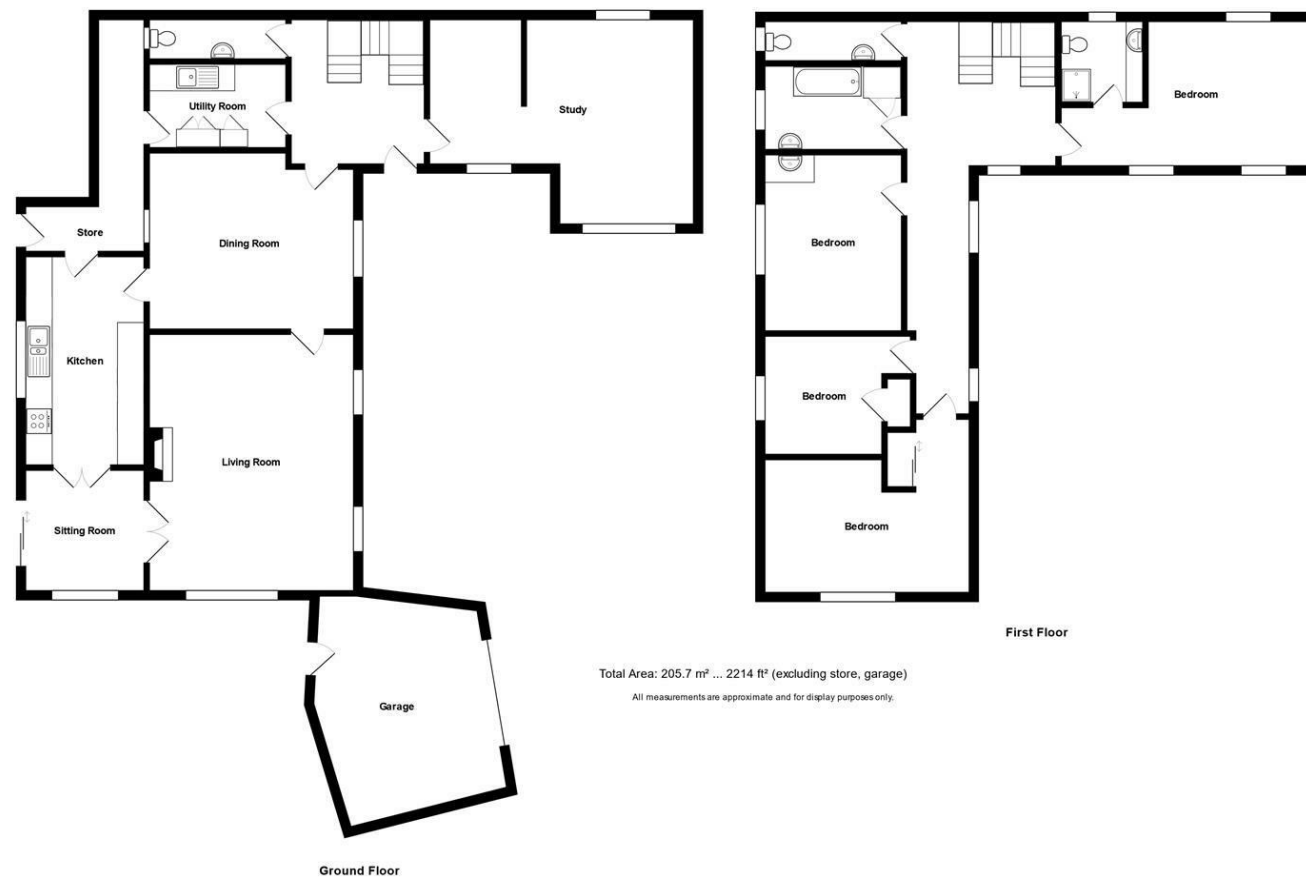 Utility Room
Study
Store
Dining Room
Kitchen
Living Room
Sitting Room
Garage
Ground Floor
Bedroom
Bedroom
Bedroom
Bedroom
First Floor
Total Area: 205.7 m² ... 2214 ft² (excluding store, garage)
All measurements are approximate and for display purposes only.